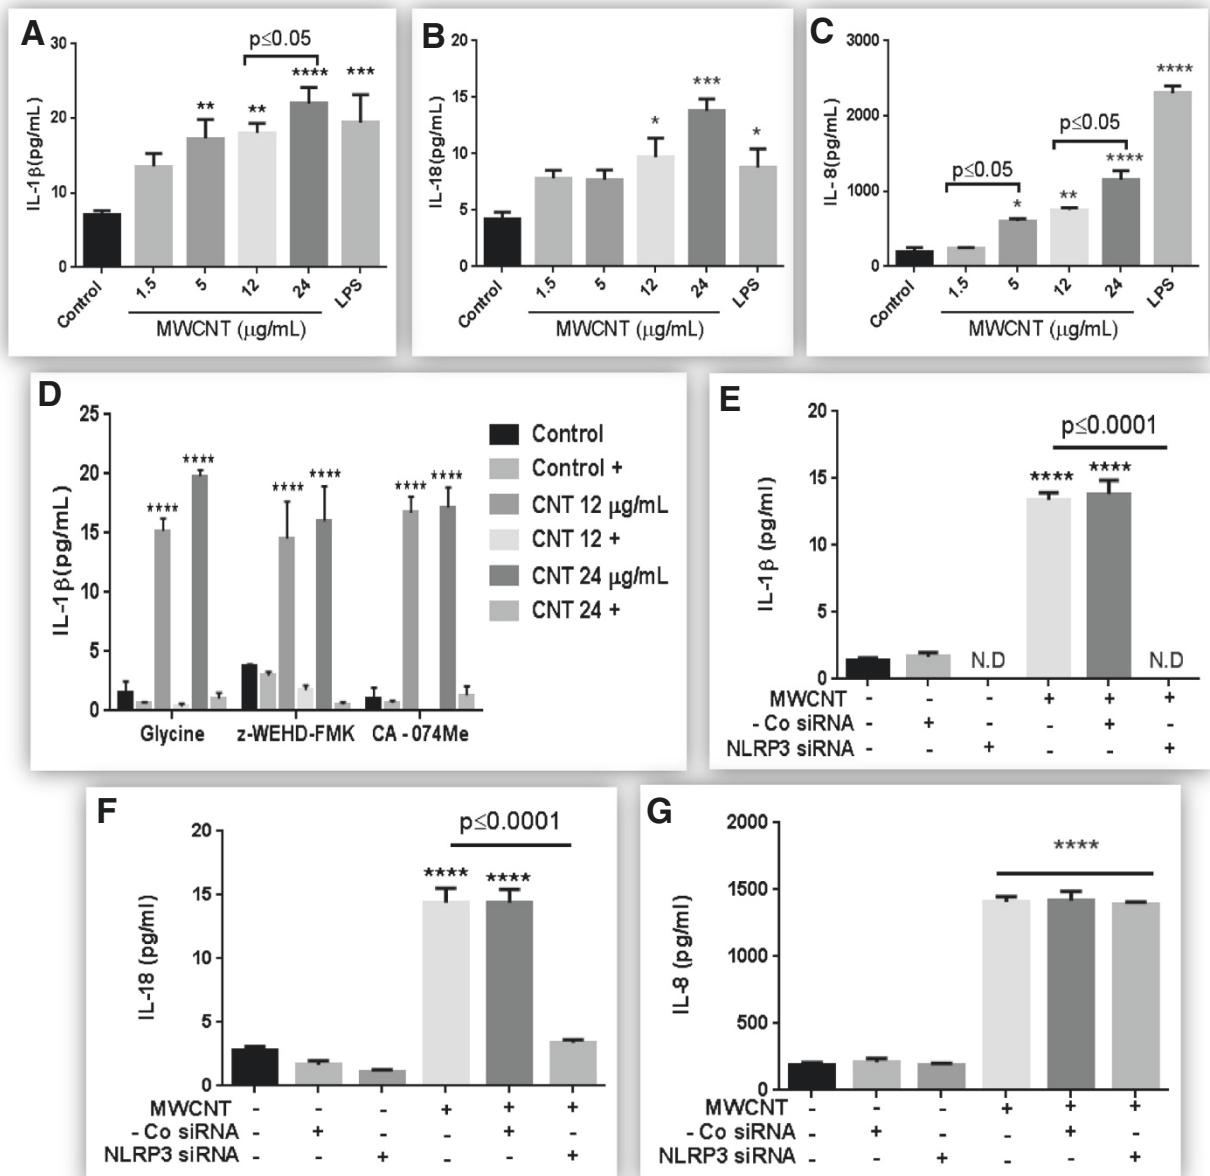 A
IL-1β(pg/mL)
30
20
10
0
p≤0.05
** ** **** ***
Control 1.5 5 12 24 LPS
MWCNT (μg/mL)
B
IL-18(pg/mL)
20
15
10
5
0
* *** *
Control 1.5 5 12 24 LPS
MWCNT (μg/mL)
C
IL- 8(pg/mL)
3000
2000
1000
0
p≤0.05
p≤0.05
* ** **** ****
Control 1.5 5 12 24 LPS
MWCNT (μg/mL)
D
IL-1β(pg/mL)
25
20
15
10
5
0
**** **** **** **** **** ****
Glycine z-WEHD-FMK CA - 074Me
Control
Control +
CNT 12 μg/mL
CNT 12 +
CNT 24 μg/mL
CNT 24 +
E
IL-1β (pg/ml)
20
15
10
5
0
p≤0.0001
**** ****
N.D N.D
MWCNT - - - + + +
- Co siRNA - + - - + -
NLRP3 siRNA - - + - - +
F
IL-18 (pg/ml)
20
15
10
5
0
p≤0.0001
**** ****
MWCNT - - - + + +
- Co siRNA - + - - + -
NLRP3 siRNA - - + - - +
G
IL-8 (pg/ml)
2000
1500
1000
500
0
****
MWCNT - - - + + +
- Co siRNA - + - - + -
NLRP3 siRNA - - + - - +